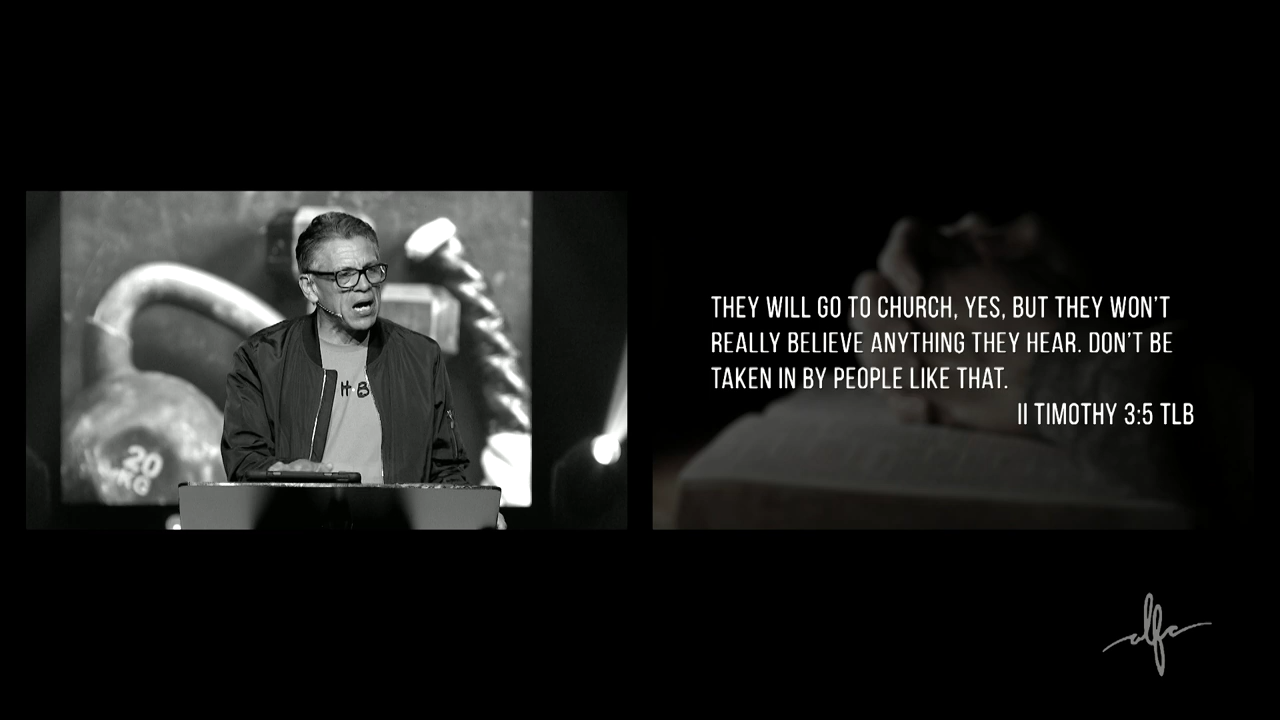 20
KG
H B
THEY WILL GO TO CHURCH, YES, BUT THEY WON'T
REALLY BELIEVE ANYTHING THEY HEAR. DON'T BE
TAKEN IN BY PEOPLE LIKE THAT.
II TIMOTHY 3:5 TLB
alfc